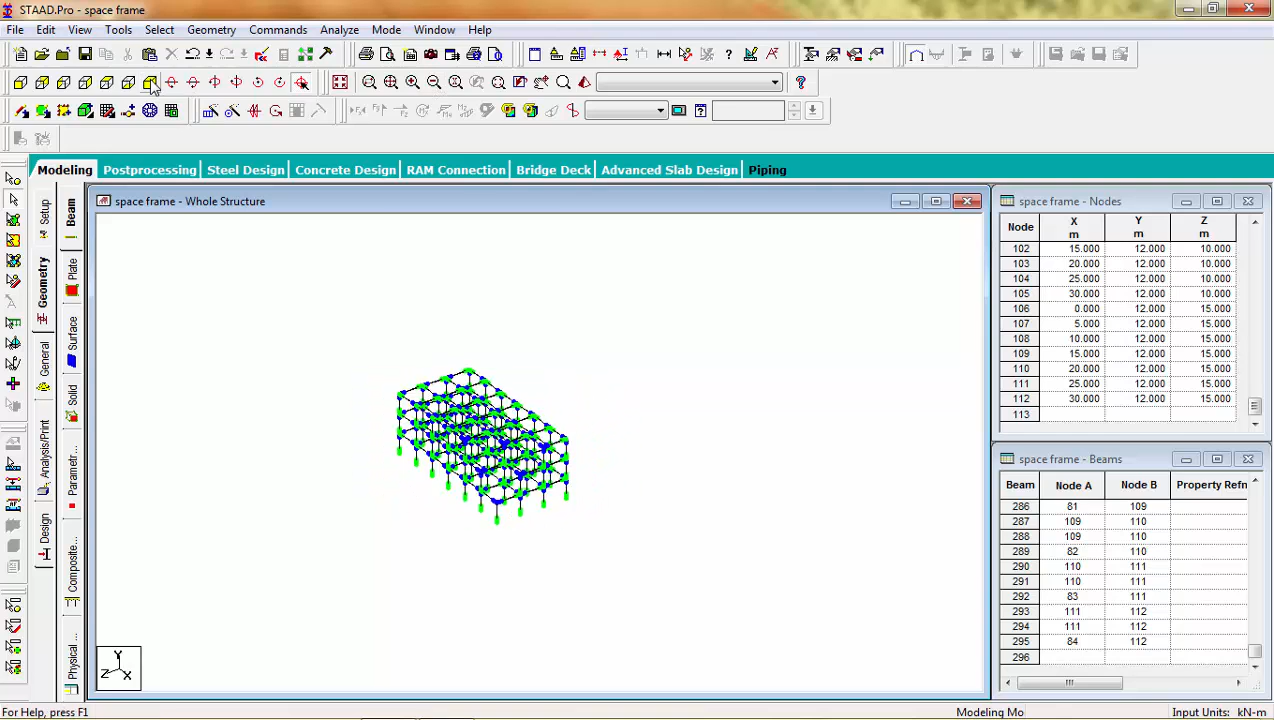 STAAD.Pro - space frame
File Edit View Tools Select Geometry Commands Analyze Mode Window Help
Modeling Postprocessing Steel Design Concrete Design RAM Connection Bridge Deck Advanced Slab Design Piping
Setup
Geometry
General
Analysis/Print
Design
Beam
Plate
Surface
Solid
Parametr...
Composite...
Physical ...
space frame - Whole Structure
Y
Z X
space frame - Nodes
Node X m Y m Z m
102 15.000 12.000 10.000
103 20.000 12.000 10.000
104 25.000 12.000 10.000
105 30.000 12.000 10.000
106 0.000 12.000 15.000
107 5.000 12.000 15.000
108 10.000 12.000 15.000
109 15.000 12.000 15.000
110 20.000 12.000 15.000
111 25.000 12.000 15.000
112 30.000 12.000 15.000
113
space frame - Beams
Beam Node A Node B Property Refn
286 81 109
287 109 110
288 109 110
289 82 110
290 110 111
291 110 111
292 83 111
293 111 112
294 111 112
295 84 112
296
For Help, press F1 Modeling Mo Input Units: kN-m